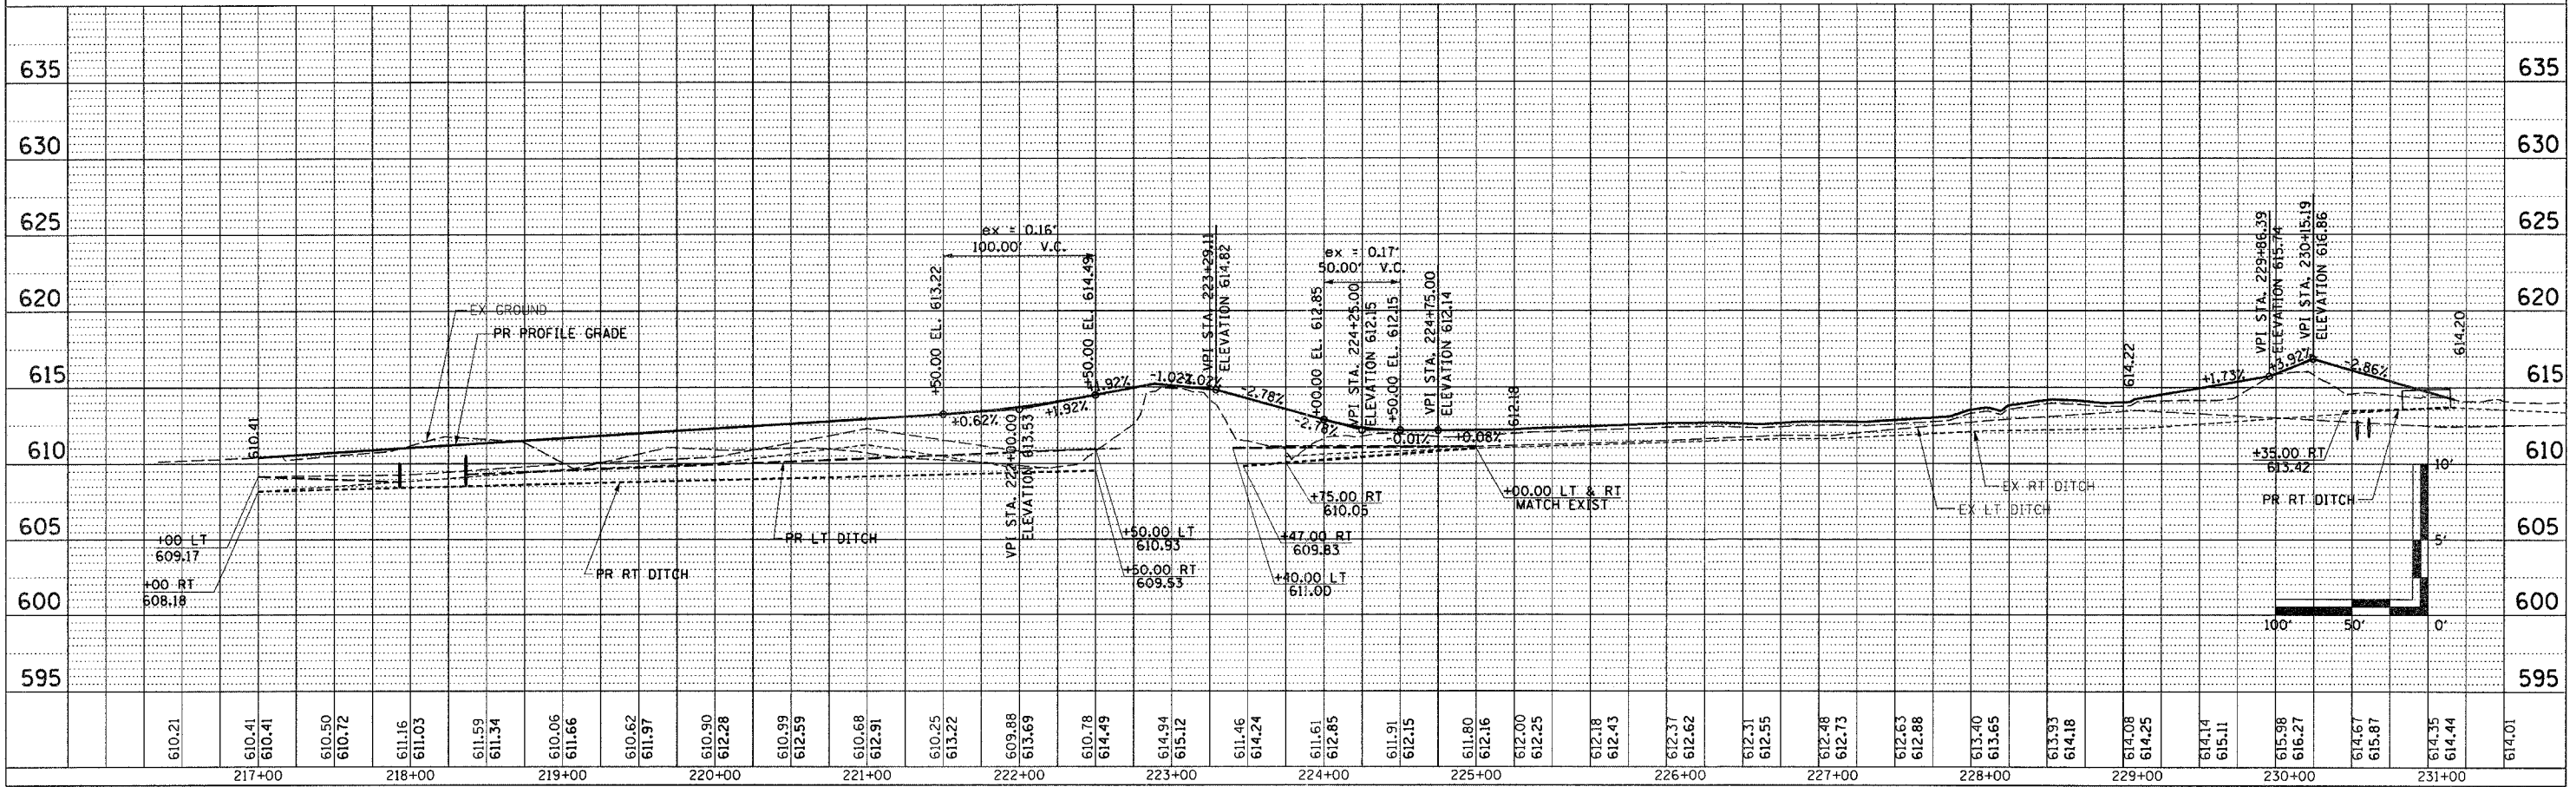 635 635
630 630
625 625
620 620
615 615
610 610
605 605
600 600
595 595
EX GROUND
PR PROFILE GRADE
610.41
+00 LT
609.17
+00 RT
608.18
PR RT DITCH
PR LT DITCH
+50.00 EL. 613.22
ex = 0.16'
100.00' V.C.
+0.62%
+1.92%
VPI STA. 222+00.00
ELEVATION 613.53
+50.00 EL. 614.49
+1.92%
-1.02%
VPI STA. 223+29.11
ELEVATION 614.82
-2.78%
+50.00 LT
610.93
+50.00 RT
609.53
ex = 0.17'
50.00' V.C.
+00.00 EL. 612.85
-2.78%
VPI STA. 224+25.00
ELEVATION 612.15
+50.00 EL. 612.15
-0.01%
VPI STA. 224+75.00
ELEVATION 612.14
+0.08%
612.18
+75.00 RT
610.05
+47.00 RT
609.83
+40.00 LT
611.00
+00.00 LT & RT
MATCH EXIST
EX RT DITCH
EX LT DITCH
614.22
+1.73%
VPI STA. 229+86.39
ELEVATION 615.74
+3.92%
VPI STA. 230+15.19
ELEVATION 616.86
-2.86%
614.20
+35.00 RT
613.42
PR RT DITCH
10'
5'
100' 50' 0'
610.21
610.41
610.41
610.50
610.72
611.16
611.03
611.59
611.34
610.06
611.66
610.62
611.97
610.90
612.28
610.99
612.59
610.68
612.91
610.25
613.22
609.88
613.69
610.78
614.49
614.94
615.12
611.46
614.24
611.61
612.85
611.91
612.15
611.80
612.16
612.00
612.25
612.18
612.43
612.37
612.62
612.31
612.55
612.48
612.73
612.63
612.88
613.40
613.65
613.93
614.18
614.08
614.25
614.14
615.11
615.98
616.27
614.67
615.87
614.35
614.44
614.01
217+00 218+00 219+00 220+00 221+00 222+00 223+00 224+00 225+00 226+00 227+00 228+00 229+00 230+00 231+00